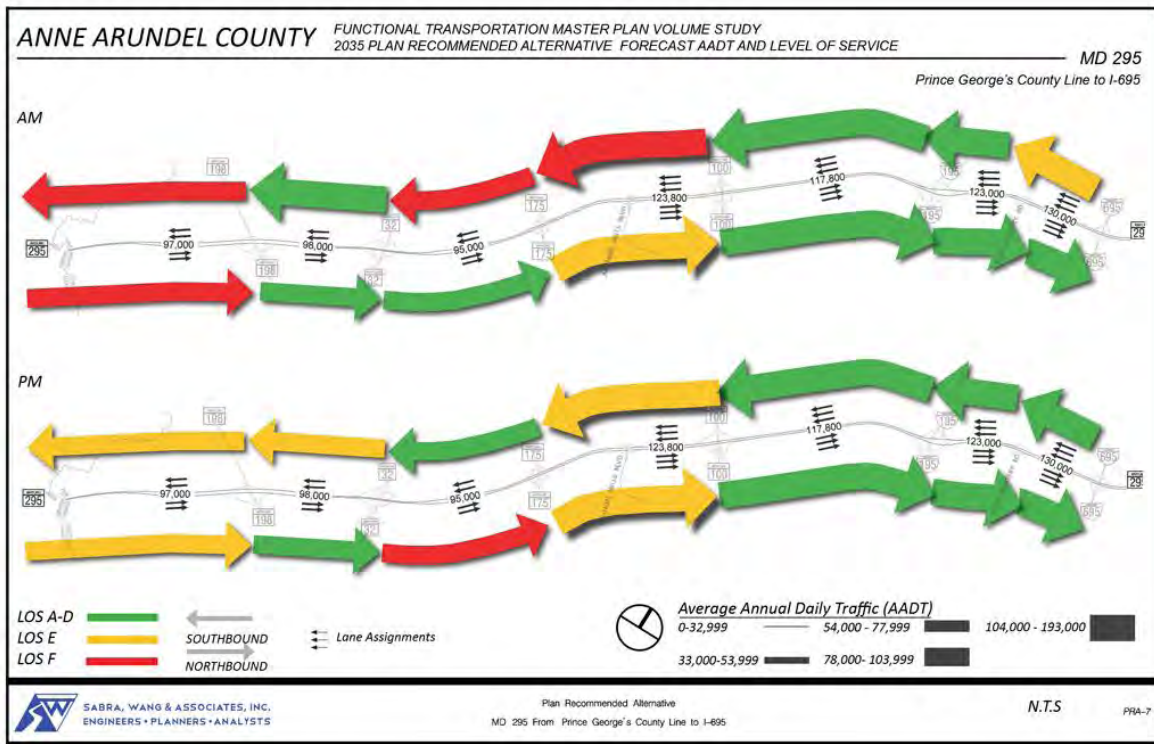 ANNE ARUNDEL COUNTY
FUNCTIONAL TRANSPORTATION MASTER PLAN VOLUME STUDY
2035 PLAN RECOMMENDED ALTERNATIVE FORECAST AADT AND LEVEL OF SERVICE
MD 295
Prince George's County Line to I-695
AM
198
32
175
100
195
695
295
97,000
98,000
95,000
123,800
117,800
123,000
130,000
29
198
32
175
100
195
695
PM
198
32
175
100
195
695
295
97,000
98,000
95,000
123,800
117,800
123,000
130,000
29
198
32
175
100
195
695
LOS A-D
LOS E
LOS F
SOUTHBOUND
NORTHBOUND
Lane Assignments
Average Annual Daily Traffic (AADT)
0-32,999
54,000 - 77,999
104,000 - 193,000
33,000-53,999
78,000- 103,999
SABRA, WANG & ASSOCIATES, INC.
ENGINEERS • PLANNERS • ANALYSTS
Plan Recommended Alternative
MD 295 From Prince George's County Line to I-695
N.T.S
PRA-7